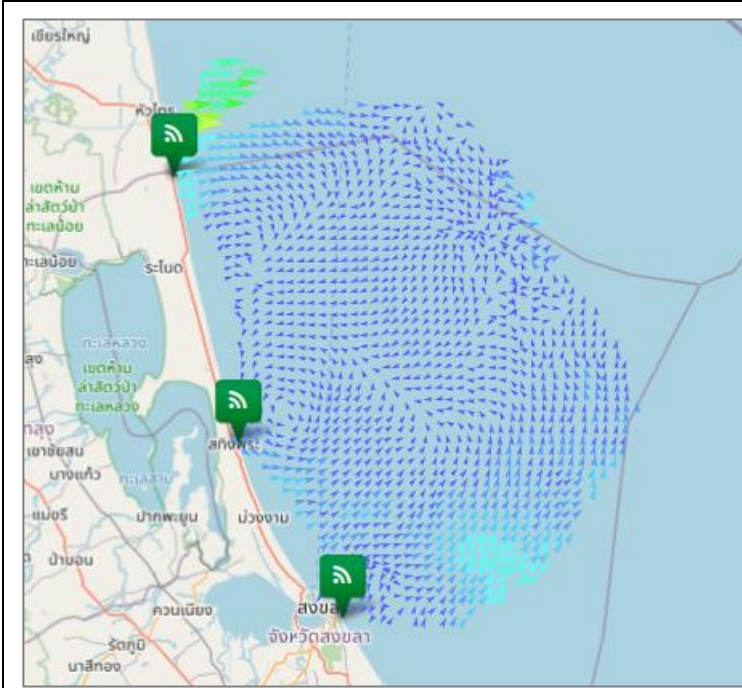 เชียรใหญ่
หัวไทร
เขตห้าม
ล่าสัตว์ป่า
ทะเลน้อย
ทะเลน้อย
ระโนด
ทะเลหลวง
เขตห้าม
ล่าสัตว์ป่า
ทะเลหลวง
สทิงพระ
เขาชัยสน
บางแก้ว
ทะเลสาบ
แม่ขรี
ปากพะยูน
ม่วงงาม
ป่าบอน
ควนเนียง
สงขลา
จังหวัดสงขลา
รัตภูมิ
นาสีทอง